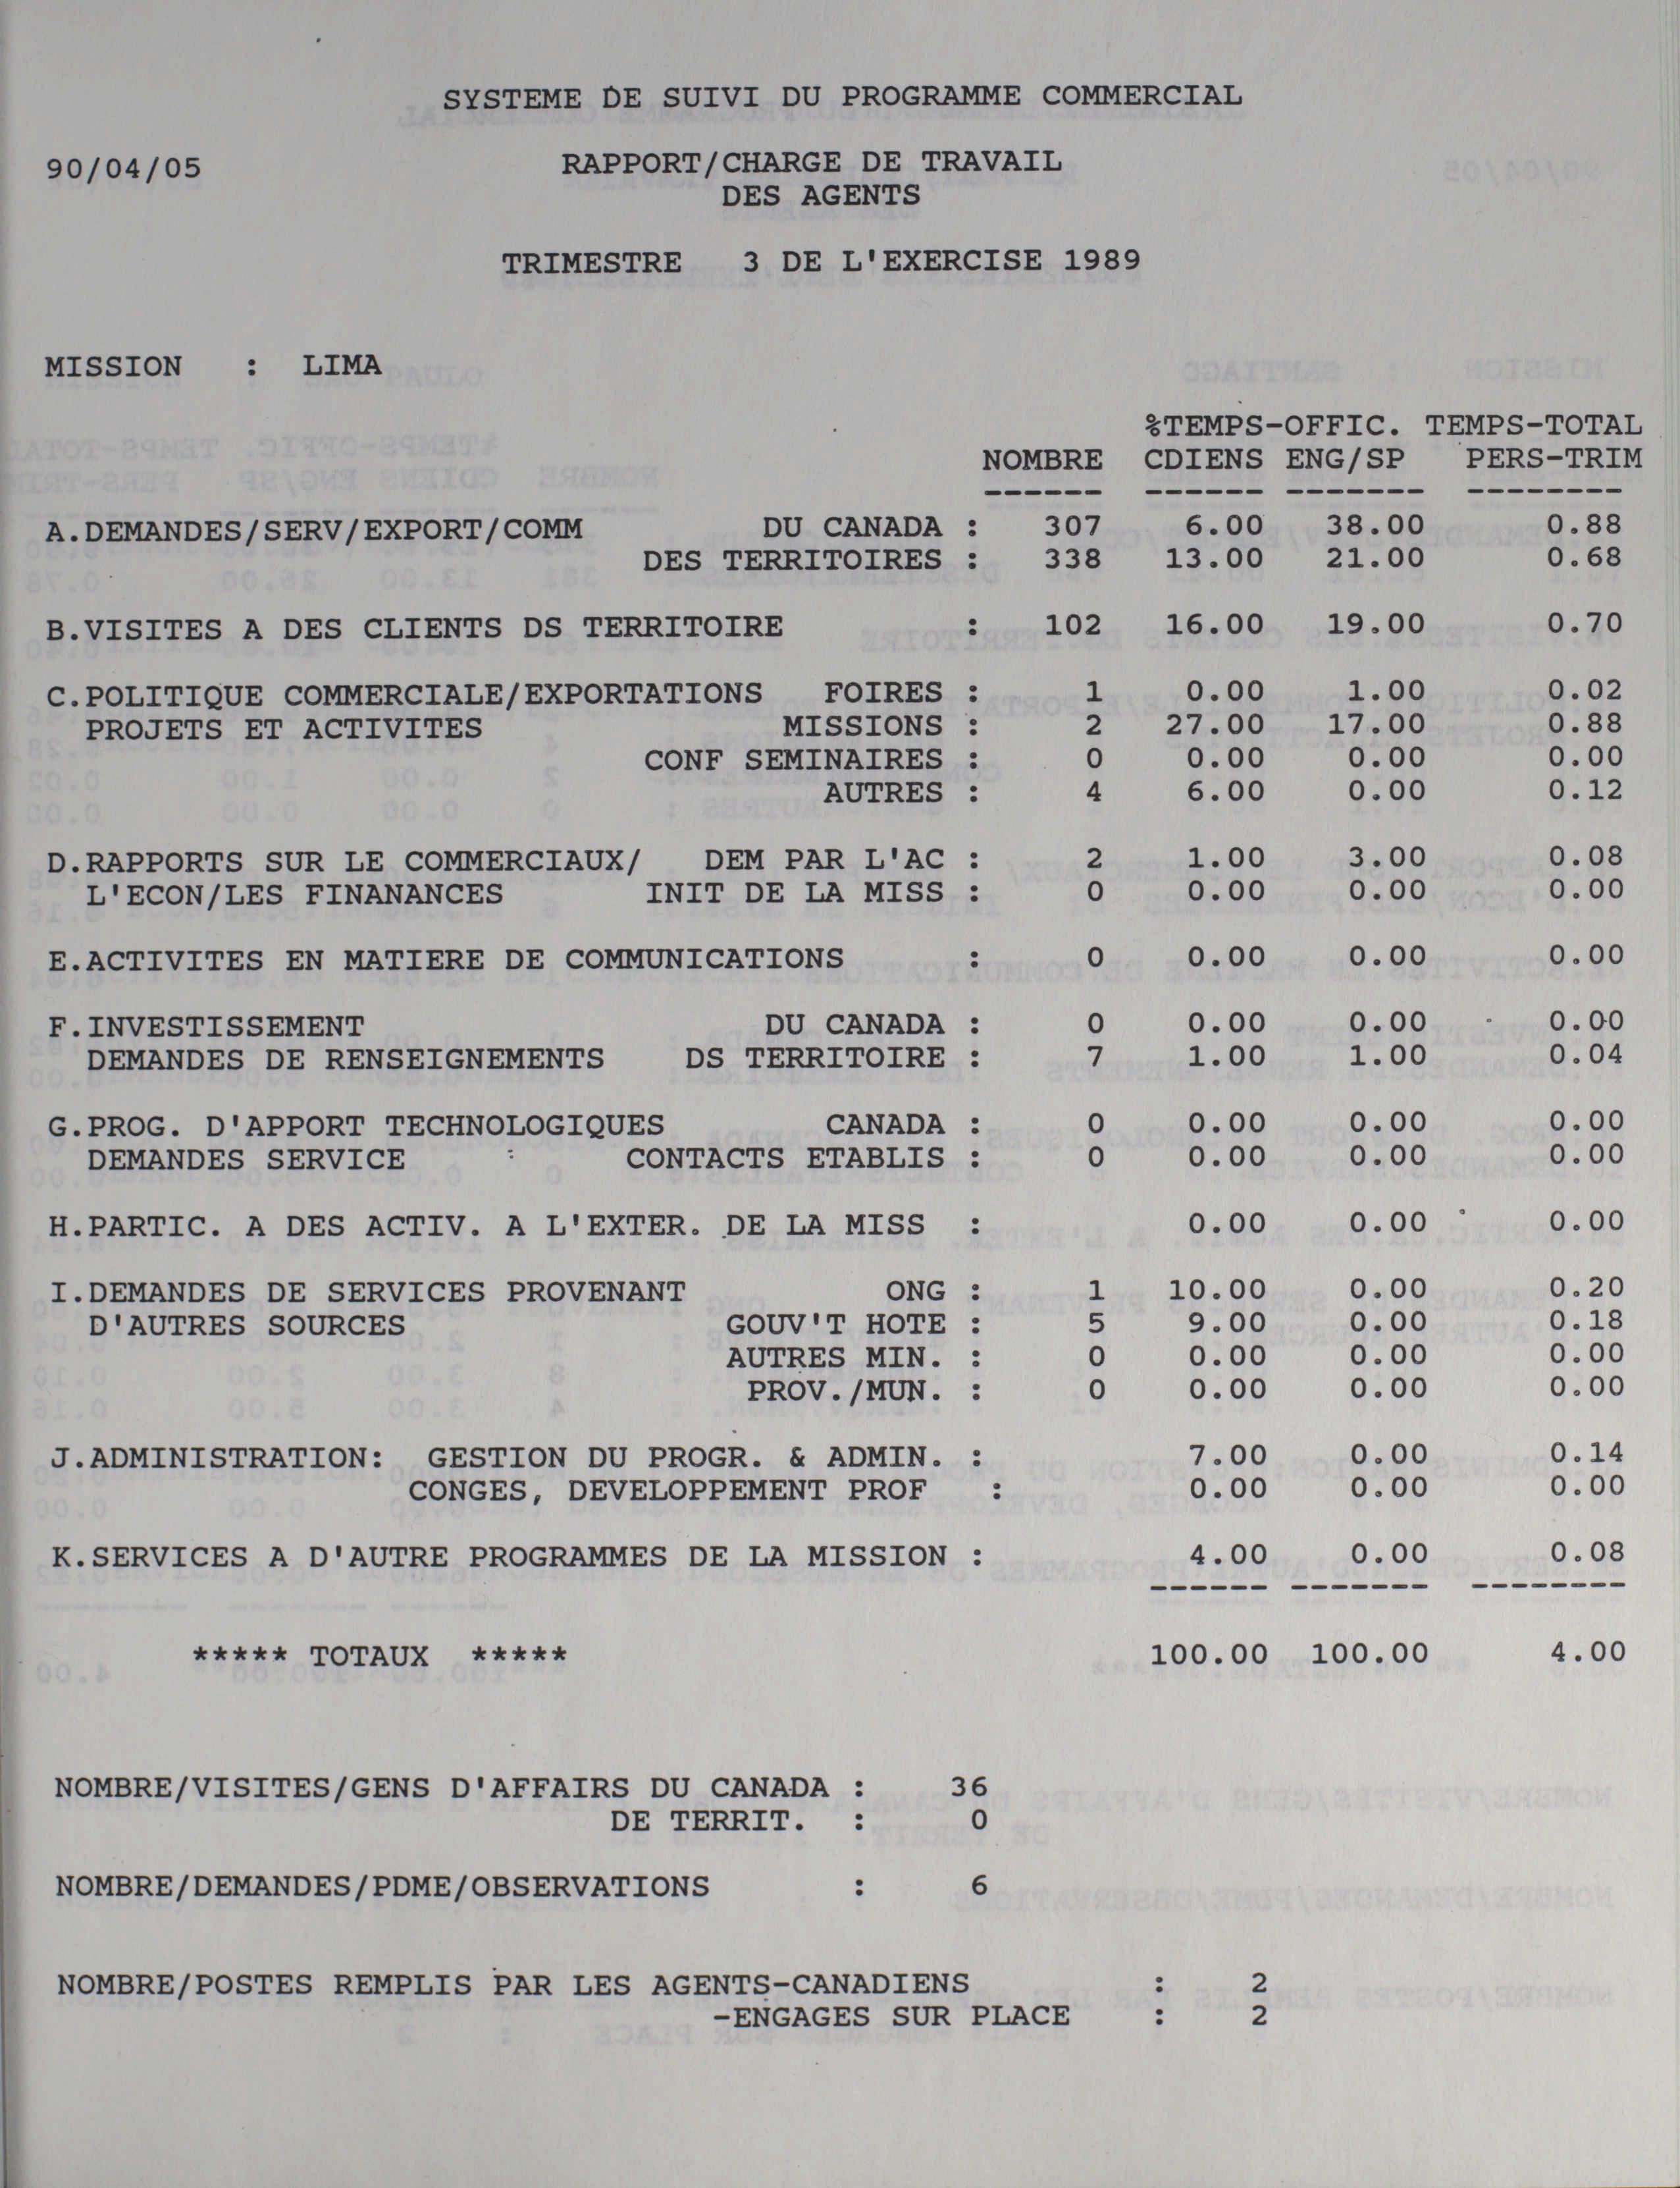 SYSTEME DE SUIVI DU PROGRAMME COMMERCIAL
90/04/05 RAPPORT/CHARGE DE TRAVAIL
DES AGENTS
TRIMESTRE 3 DE L'EXERCISE 1989
MISSION : LIMA
%TEMPS-OFFIC. TEMPS-TOTAL
NOMBRE CDIENS ENG/SP PERS-TRIM
------ ------ ------- --------
A.DEMANDES/SERV/EXPORT/COMM DU CANADA : 307 6.00 38.00 0.88
DES TERRITOIRES : 338 13.00 21.00 0.68
B.VISITES A DES CLIENTS DS TERRITOIRE : 102 16.00 19.00 0.70
C.POLITIQUE COMMERCIALE/EXPORTATIONS FOIRES : 1 0.00 1.00 0.02
PROJETS ET ACTIVITES MISSIONS : 2 27.00 17.00 0.88
CONF SEMINAIRES : 0 0.00 0.00 0.00
AUTRES : 4 6.00 0.00 0.12
D.RAPPORTS SUR LE COMMERCIAUX/ DEM PAR L'AC : 2 1.00 3.00 0.08
L'ECON/LES FINANANCES INIT DE LA MISS : 0 0.00 0.00 0.00
E.ACTIVITES EN MATIERE DE COMMUNICATIONS : 0 0.00 0.00 0.00
F.INVESTISSEMENT DU CANADA : 0 0.00 0.00 0.00
DEMANDES DE RENSEIGNEMENTS DS TERRITOIRE : 7 1.00 1.00 0.04
G.PROG. D'APPORT TECHNOLOGIQUES CANADA : 0 0.00 0.00 0.00
DEMANDES SERVICE CONTACTS ETABLIS : 0 0.00 0.00 0.00
H.PARTIC. A DES ACTIV. A L'EXTER. DE LA MISS : 0.00 0.00 0.00
I.DEMANDES DE SERVICES PROVENANT ONG : 1 10.00 0.00 0.20
D'AUTRES SOURCES GOUV'T HOTE : 5 9.00 0.00 0.18
AUTRES MIN. : 0 0.00 0.00 0.00
PROV./MUN. : 0 0.00 0.00 0.00
J.ADMINISTRATION: GESTION DU PROGR. & ADMIN. : 7.00 0.00 0.14
CONGES, DEVELOPPEMENT PROF : 0.00 0.00 0.00
K.SERVICES A D'AUTRE PROGRAMMES DE LA MISSION : 4.00 0.00 0.08
------ ------- --------
***** TOTAUX ***** 100.00 100.00 4.00
NOMBRE/VISITES/GENS D'AFFAIRS DU CANADA : 36
DE TERRIT. : 0
NOMBRE/DEMANDES/PDME/OBSERVATIONS : 6
NOMBRE/POSTES REMPLIS PAR LES AGENTS-CANADIENS : 2
-ENGAGES SUR PLACE : 2